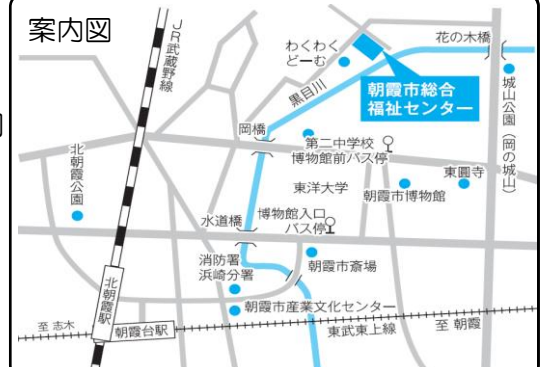 案内図
JR武蔵野線
わくわく
どーむ
花の木橋
黒目川
朝霞市総合
福祉センター
城山公園(岡の城山)
岡橋
第二中学校
博物館前バス停
北朝霞公園
東洋大学
朝霞市博物館
東圓寺
水道橋
博物館入口
バス停
消防署
浜崎分署
朝霞市斎場
北朝霞駅
朝霞市産業文化センター
至 志木
朝霞台駅
東武東上線
至 朝霞